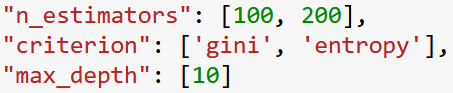 "n_estimators": [100, 200],
"criterion": ['gini', 'entropy'],
"max_depth": [10]